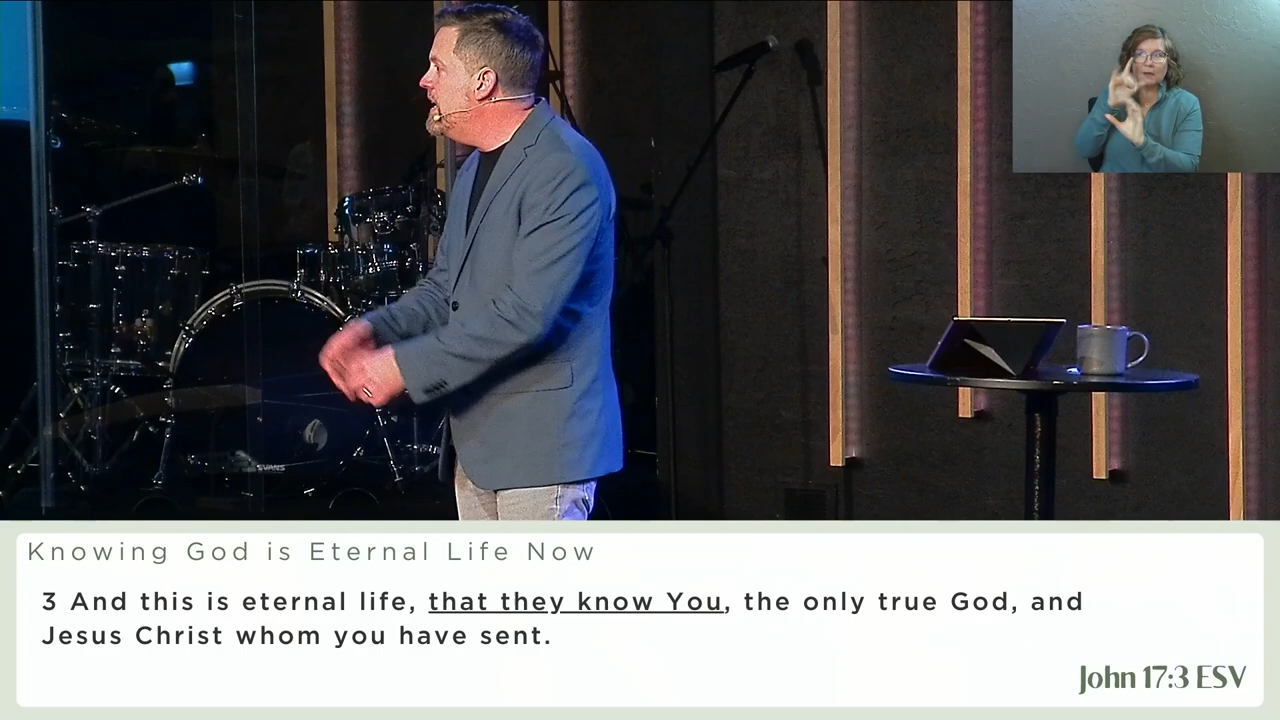 EVANS
Knowing God is Eternal Life Now
3 And this is eternal life, that they know You, the only true God, and
Jesus Christ whom you have sent.
John 17:3 ESV